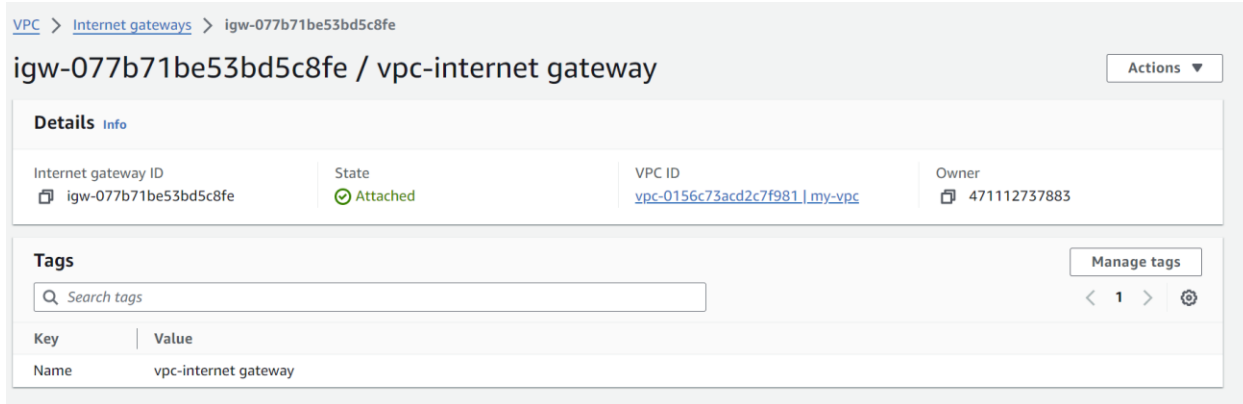 VPC > Internet gateways > igw-077b71be53bd5c8fe
igw-077b71be53bd5c8fe / vpc-internet gateway
Actions ▼
Details Info
Internet gateway ID
igw-077b71be53bd5c8fe
State
Attached
VPC ID
vpc-0156c73acd2c7f981 | my-vpc
Owner
471112737883
Tags
Manage tags
Search tags
< 1 >
Key Value
Name vpc-internet gateway